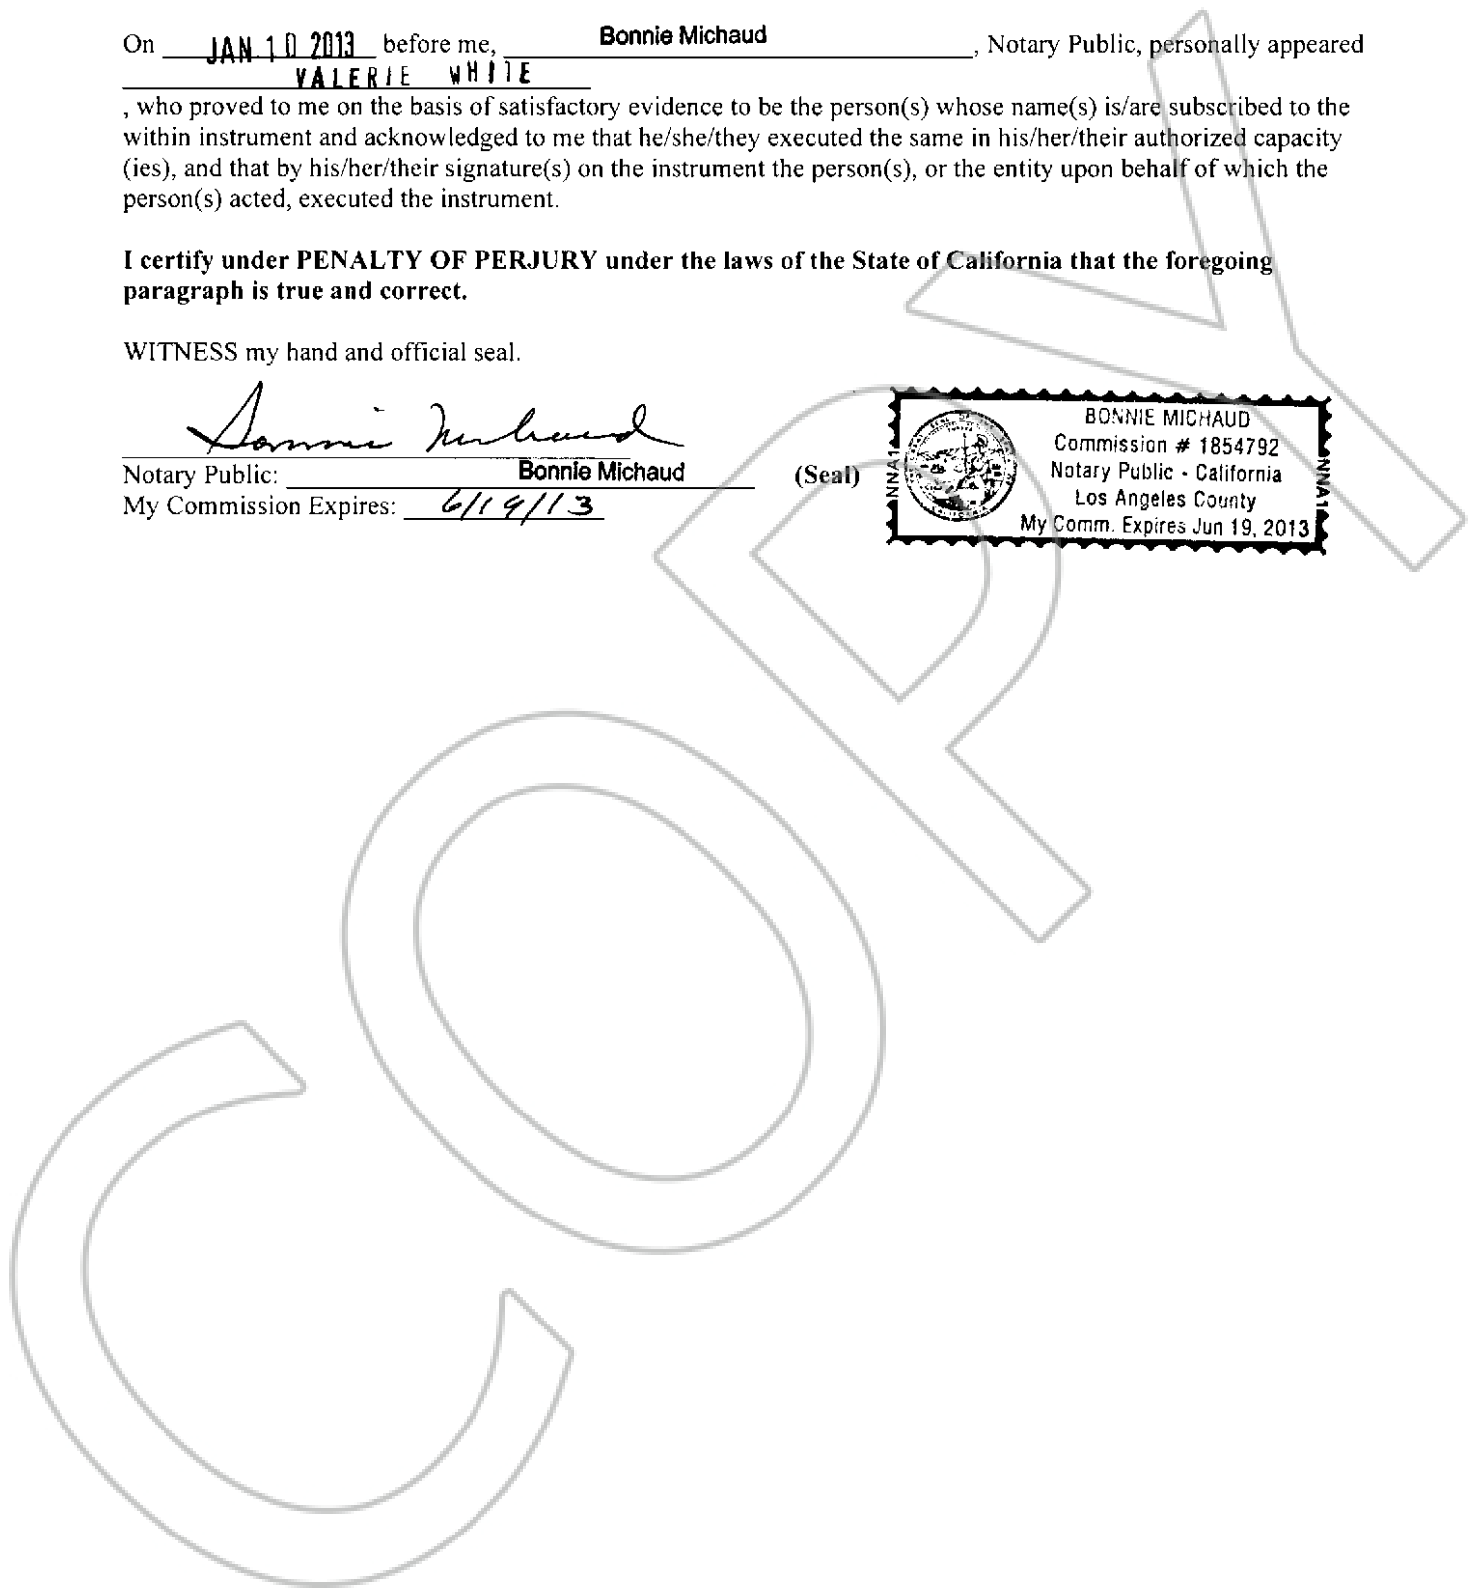 On JAN 10 2013 before me, Bonnie Michaud, Notary Public, personally appeared
VALERIE WHITE
, who proved to me on the basis of satisfactory evidence to be the person(s) whose name(s) is/are subscribed to the
within instrument and acknowledged to me that he/she/they executed the same in his/her/their authorized capacity
(ies), and that by his/her/their signature(s) on the instrument the person(s), or the entity upon behalf of which the
person(s) acted, executed the instrument.
I certify under PENALTY OF PERJURY under the laws of the State of California that the foregoing
paragraph is true and correct.
WITNESS my hand and official seal.
Bonnie Michaud
Notary Public: Bonnie Michaud (Seal)
My Commission Expires: 6/19/13
NNA1
BONNIE MICHAUD
Commission # 1854792
Notary Public - California
Los Angeles County
My Comm. Expires Jun 19, 2013
NNA1
COPY